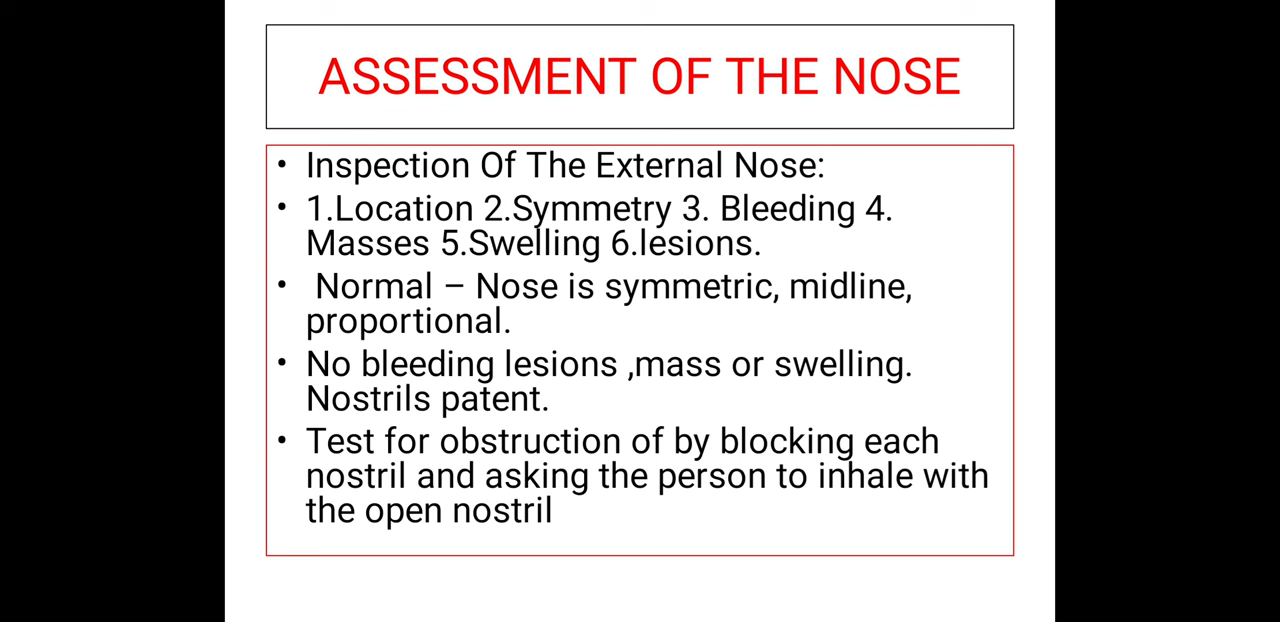 ASSESSMENT OF THE NOSE
• Inspection Of The External Nose:
• 1.Location 2.Symmetry 3. Bleeding 4.
Masses 5.Swelling 6.lesions.
• Normal – Nose is symmetric, midline,
proportional.
• No bleeding lesions ,mass or swelling.
Nostrils patent.
• Test for obstruction of by blocking each
nostril and asking the person to inhale with
the open nostril